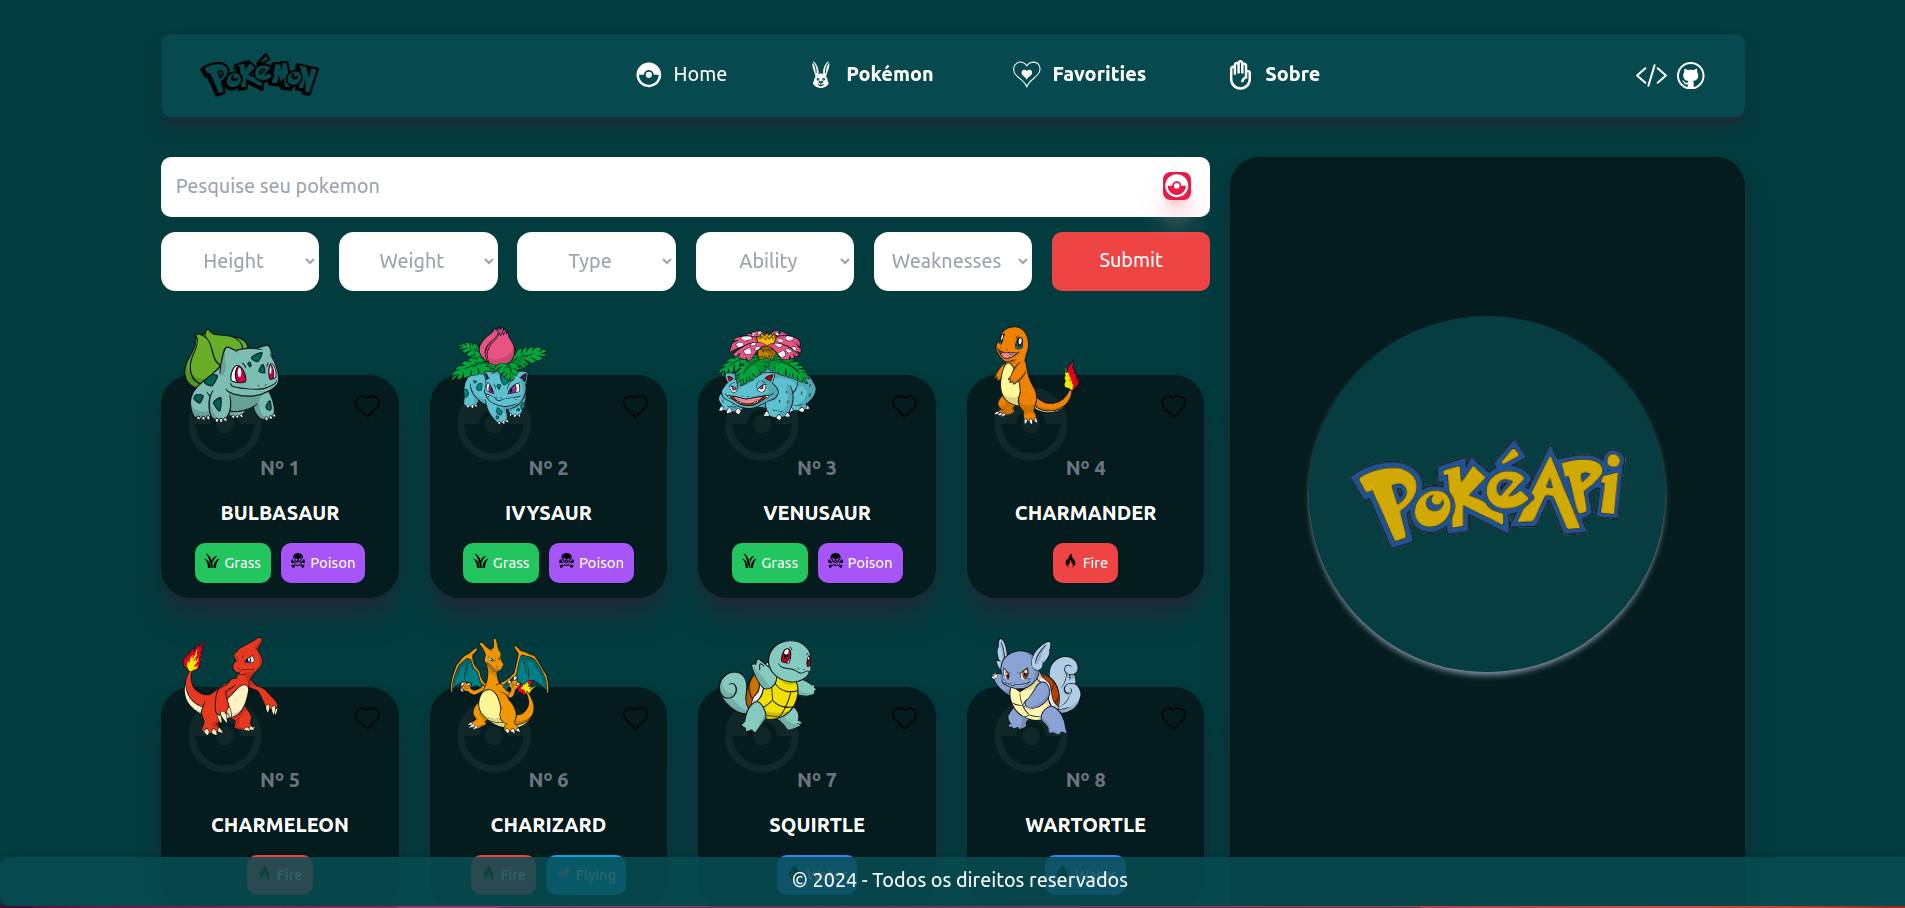 Pokémon
Home
Pokémon
Favorities
Sobre
Pesquise seu pokemon
Height
Weight
Type
Ability
Weaknesses
Submit
Nº 1
BULBASAUR
Grass
Poison
Nº 2
IVYSAUR
Grass
Poison
Nº 3
VENUSAUR
Grass
Poison
Nº 4
CHARMANDER
Fire
PokéApi
Nº 5
CHARMELEON
Fire
Nº 6
CHARIZARD
Fire
Flying
Nº 7
SQUIRTLE
Nº 8
WARTORTLE
© 2024 - Todos os direitos reservados